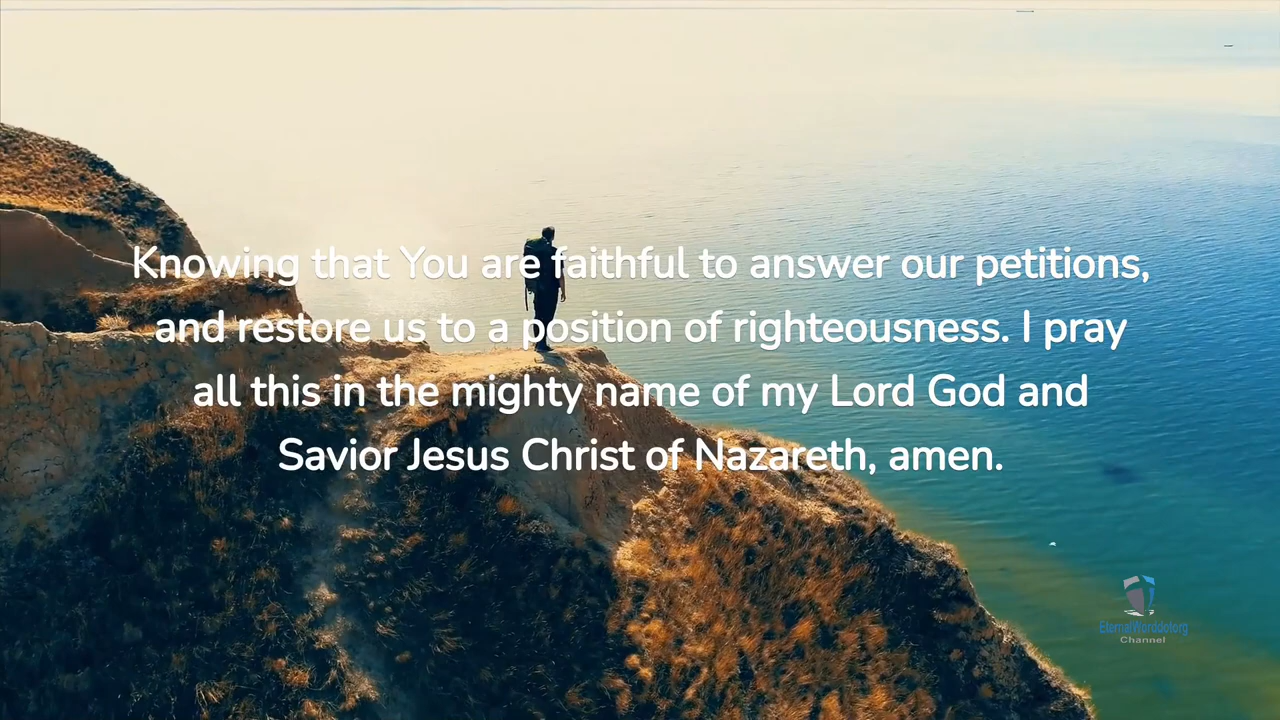 Knowing that You are faithful to answer our petitions,
and restore us to a position of righteousness. I pray
all this in the mighty name of my Lord God and
Savior Jesus Christ of Nazareth, amen.
EternalWorddotorg
Channel